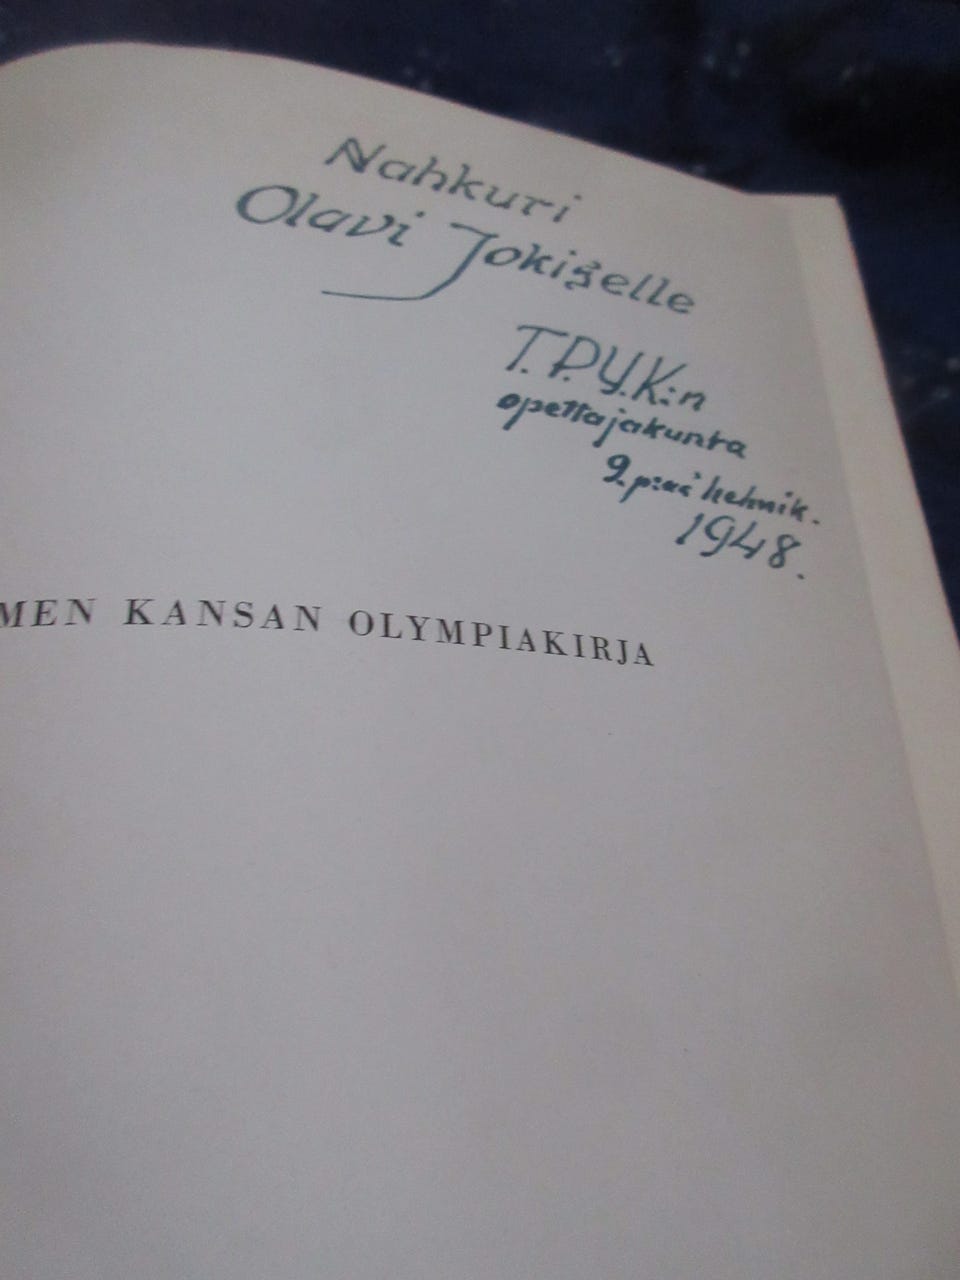 Nahkuri
Olavi Jokiselle
T.P.Y.K:n
opettajakunta
9 p:nä helmik.
1948.
MEN KANSAN OLYMPIAKIRJA